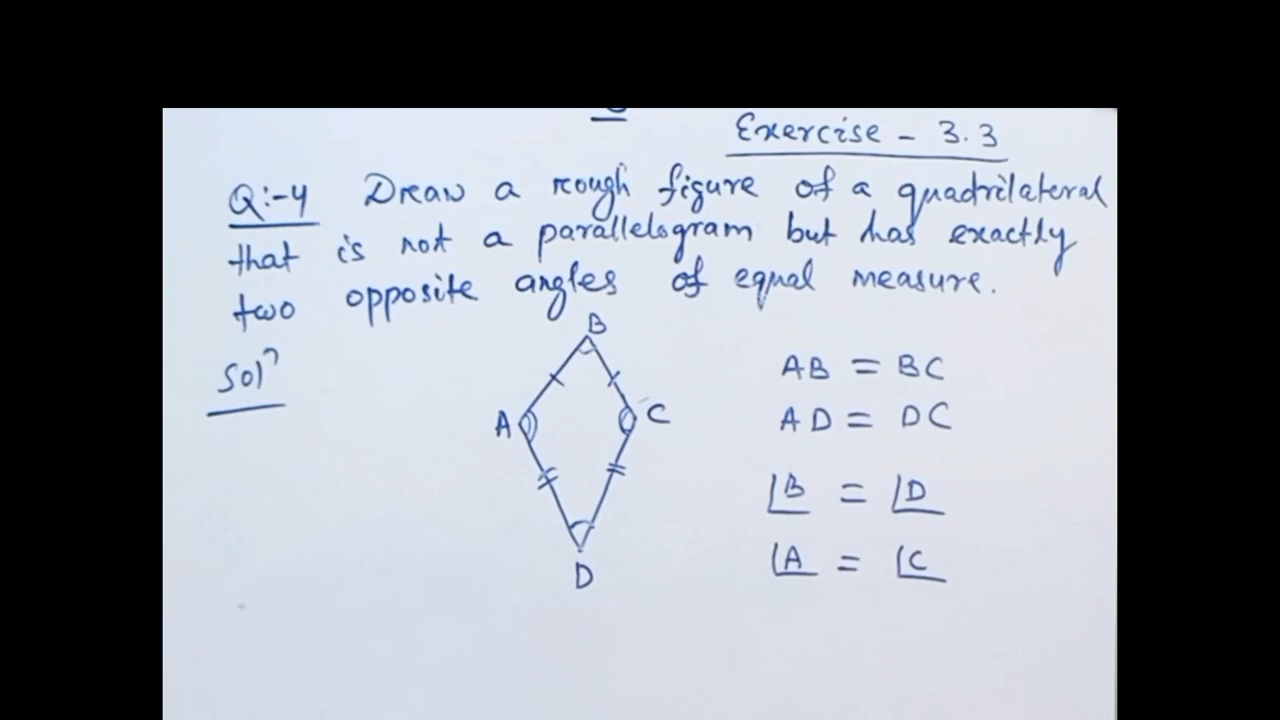 Exercise - 3.3
Q:-4 Draw a rough figure of a quadrilateral
that is not a parallelogram but has exactly
two opposite angles of equal measure.
Solⁿ
B
A
C
D
AB = BC
AD = DC
∠B = ∠D
∠A = ∠C